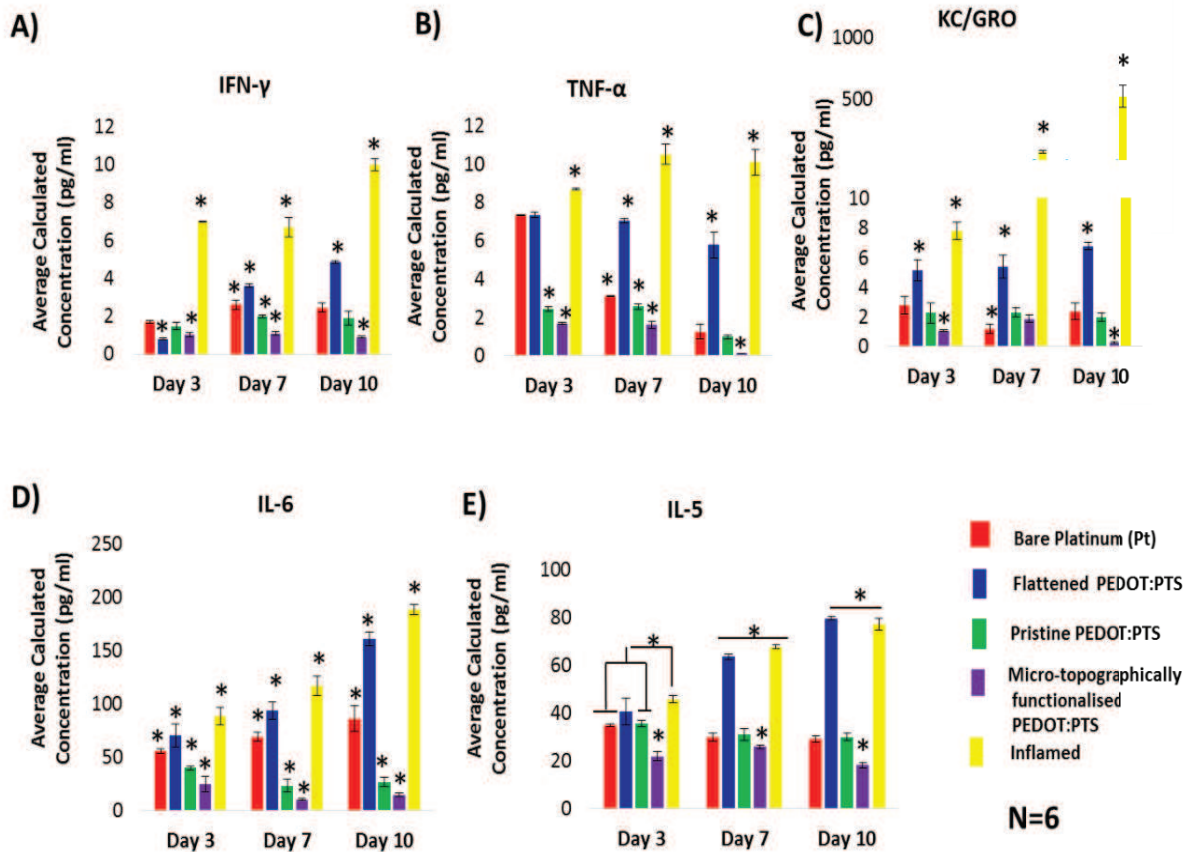 A)
IFN-γ
Average Calculated
Concentration (pg/ml)
12
10
8
6
4
2
0
* * * * * * * * * * *
Day 3 Day 7 Day 10
B)
TNF-α
Average Calculated
Concentration (pg/ml)
12
10
8
6
4
2
0
* * * * * * * * * * *
Day 3 Day 7 Day 10
C)
KC/GRO
Average Calculated
Concentration (pg/ml)
1000
500
10
8
6
4
2
0
* * * * * * * * *
Day 3 Day 7 Day 10
D)
IL-6
Average Calculated
Concentration (pg/ml)
250
200
150
100
50
0
* * * * * * * * * * * * * * *
Day 3 Day 7 Day 10
E)
IL-5
Average Calculated
Concentration (pg/ml)
100
80
60
40
20
0
* * * * * *
Day 3 Day 7 Day 10
Bare Platinum (Pt)
Flattened PEDOT:PTS
Pristine PEDOT:PTS
Micro-topographically
functionalised
PEDOT:PTS
Inflamed
N=6